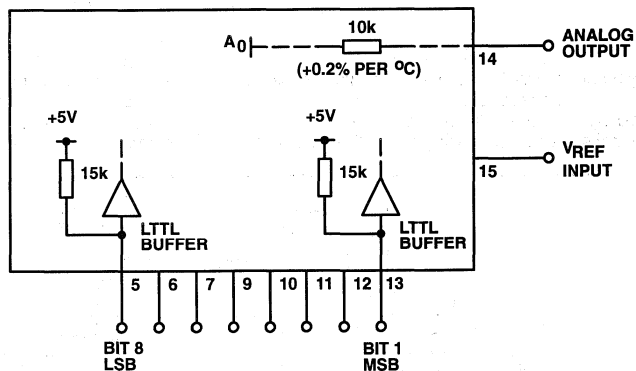 10k
A0
(+0.2% PER °C)
14
ANALOG
OUTPUT
+5V
+5V
15k
15k
15
VREF
INPUT
LTTL
BUFFER
LTTL
BUFFER
5
6
7
9
10
11
12
13
BIT 8
LSB
BIT 1
MSB